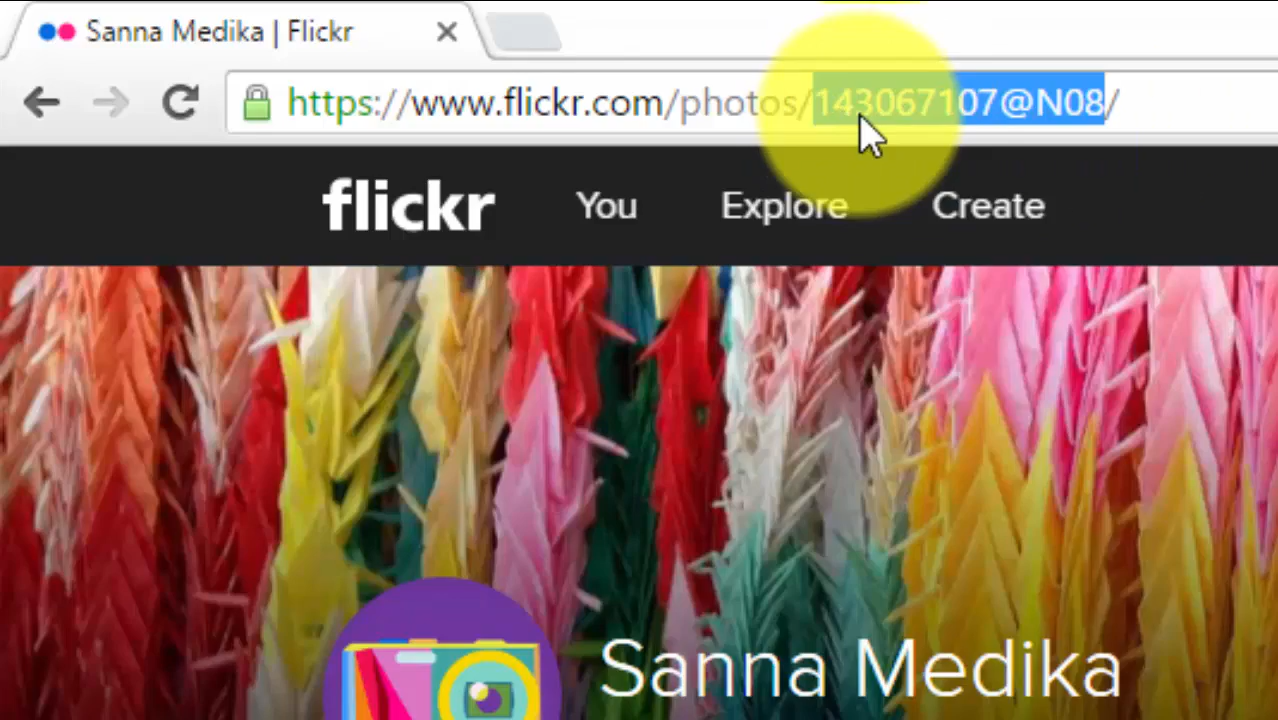 Sanna Medika | Flickr
https://www.flickr.com/photos/143067107@N08/
flickr You Explore Create
Sanna Medika